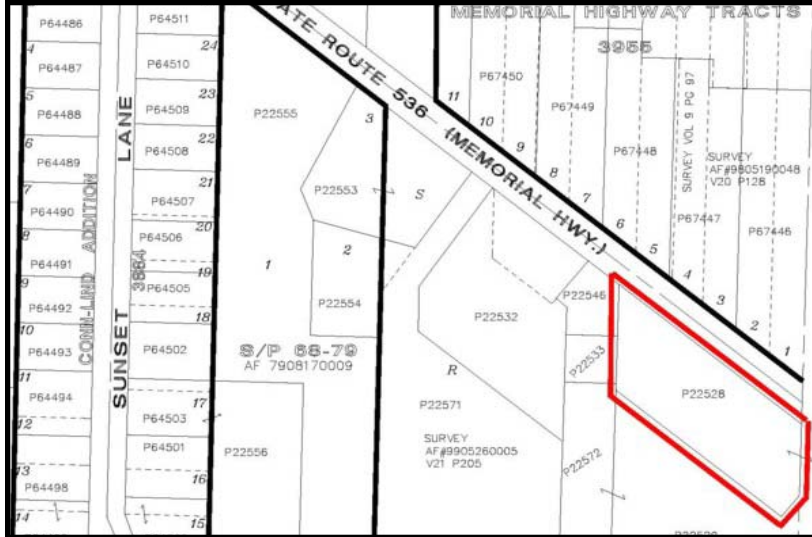 MEMORIAL HIGHWAY TRACTS
3955
ATE ROUTE 536 (MEMORIAL HWY.)
P64486
4
P64487
5
P64488
6
P64489
7
P64490
8
P64491
9
P64492
10
P64493
11
P64494
12
13
P64498
14
CONN-LIND ADDITION
3884
SUNSET LANE
P64511
24
P64510
23
P64509
22
P64508
21
P64507
20
P64506
19
P64505
18
P64502
17
P64503
P64501
16
15
P22555
3
P22553
S
2
1
P22554
S/P 68-79
AF 7908170009
P22556
P22532
R
P22571
SURVEY
AF#9905260005
V21 P205
P22546
P22533
P22572
P22528
11
10
9
8
7
6
5
4
3
2
1
P67450
P67449
P67448
P67447
P67446
SURVEY VOL 9 PG 97
SURVEY
AF#9805190048
V20 P128